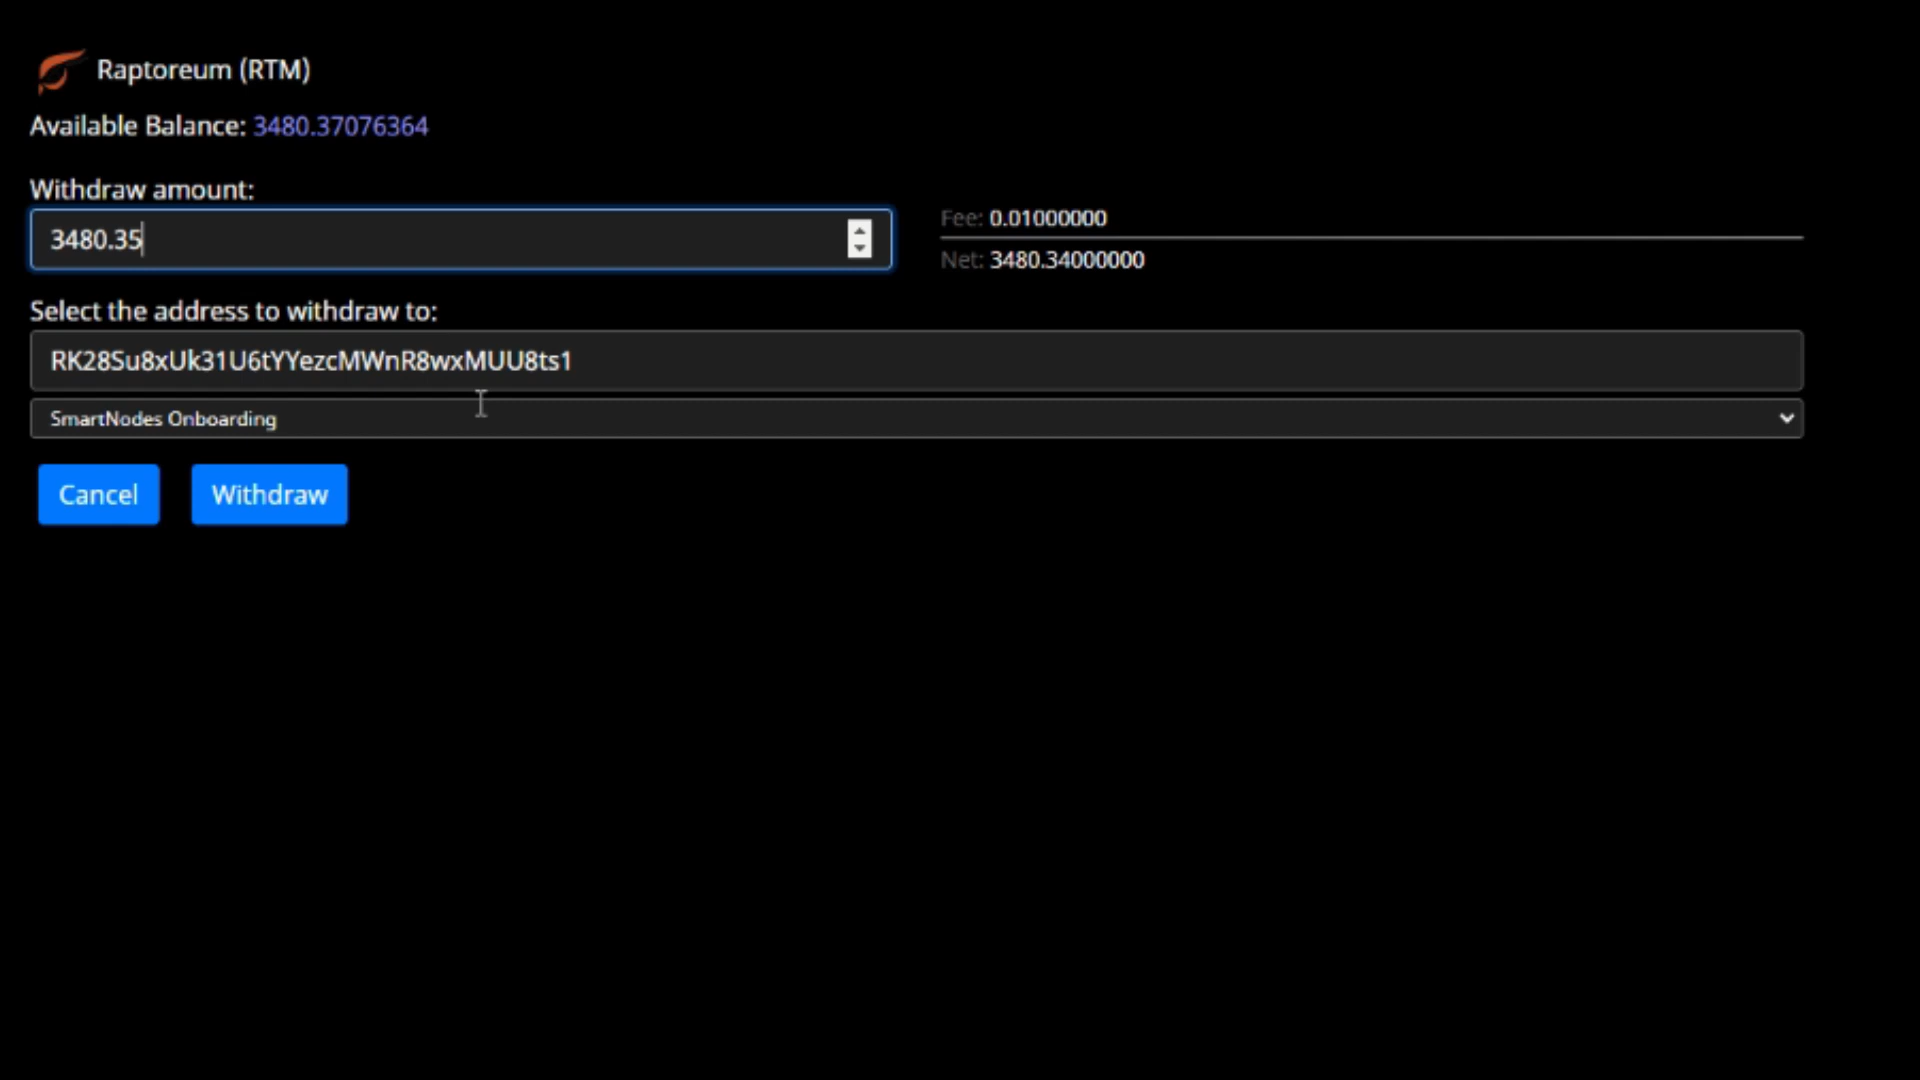 Raptoreum (RTM)
Available Balance: 3480.37076364
Withdraw amount:
3480.35
Fee: 0.01000000
Net: 3480.34000000
Select the address to withdraw to:
RK28Su8xUk31U6tYYezcMWnR8wxMUU8ts1
SmartNodes Onboarding
Cancel Withdraw